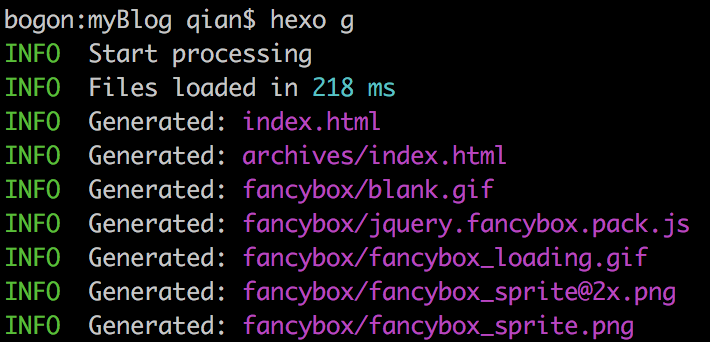 bogon:myBlog qian$ hexo g
INFO  Start processing
INFO  Files loaded in 218 ms
INFO  Generated: index.html
INFO  Generated: archives/index.html
INFO  Generated: fancybox/blank.gif
INFO  Generated: fancybox/jquery.fancybox.pack.js
INFO  Generated: fancybox/fancybox_loading.gif
INFO  Generated: fancybox/fancybox_sprite@2x.png
INFO  Generated: fancybox/fancybox_sprite.png